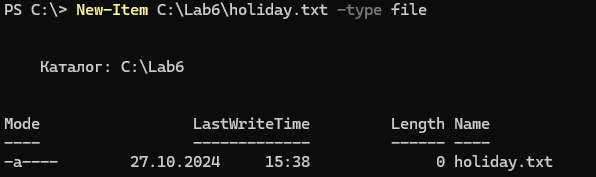 PS C:\> New-Item C:\Lab6\holiday.txt -type file
Каталог: C:\Lab6
Mode LastWriteTime Length Name
---- ------------- ------ ----
-a---- 27.10.2024 15:38 0 holiday.txt